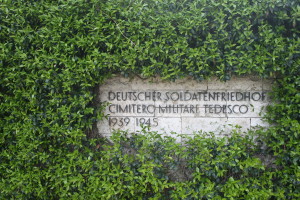 DEUTSCHER SOLDATENFRIEDHOF
CIMITERO MILITARE TEDESCO
1939 1945